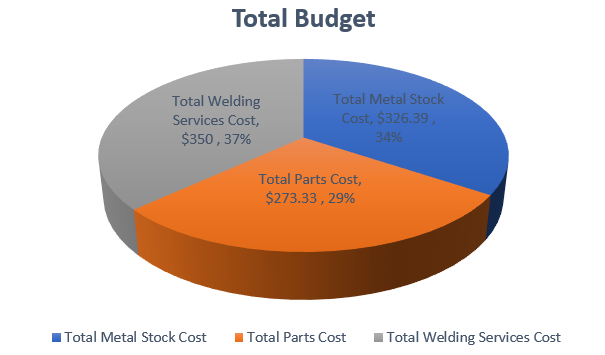 Total Budget
Total Welding
Services Cost,
$350 , 37%
Total Metal Stock
Cost, $326.39 ,
34%
Total Parts Cost,
$273.33 , 29%
Total Metal Stock Cost
Total Parts Cost
Total Welding Services Cost